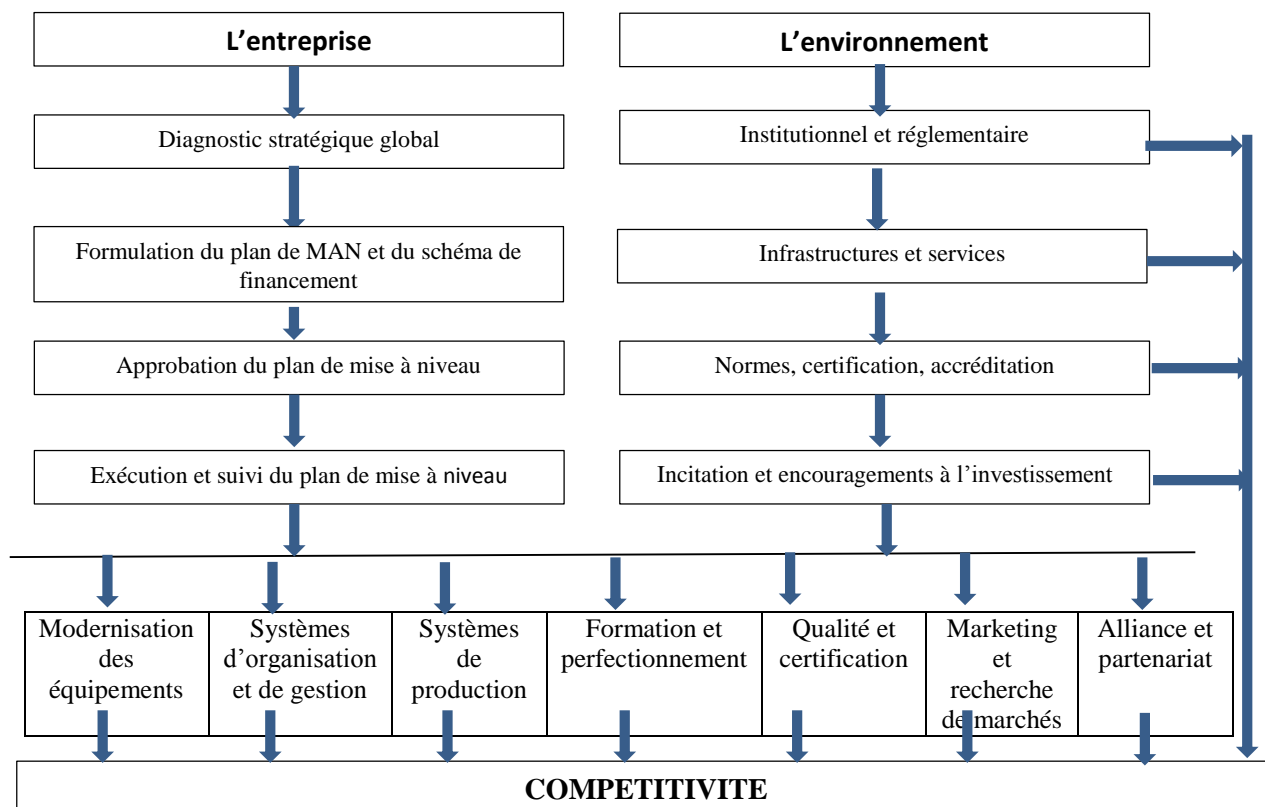 L'entreprise
L'environnement
Diagnostic stratégique global
Institutionnel et réglementaire
Formulation du plan de MAN et du schéma de
financement
Infrastructures et services
Approbation du plan de mise à niveau
Normes, certification, accréditation
Exécution et suivi du plan de mise à niveau
Incitation et encouragements à l'investissement
Modernisation
des
équipements
Systèmes
d'organisation
et de gestion
Systèmes
de
production
Formation et
perfectionnement
Qualité et
certification
Marketing
et
recherche
de marchés
Alliance et
partenariat
COMPETITIVITE